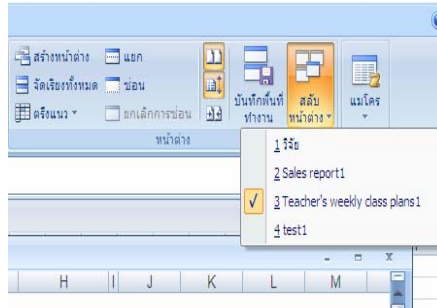 สร้างหน้าต่าง
แยก
จัดเรียงทั้งหมด
ซ่อน
ตรึงแนว
ยกเลิกการซ่อน
บันทึกพื้นที่
ทำงาน
สลับ
หน้าต่าง
แมโคร
หน้าต่าง
1 วิจัย
2 Sales report1
3 Teacher's weekly class plans1
4 test1
H I J K L M